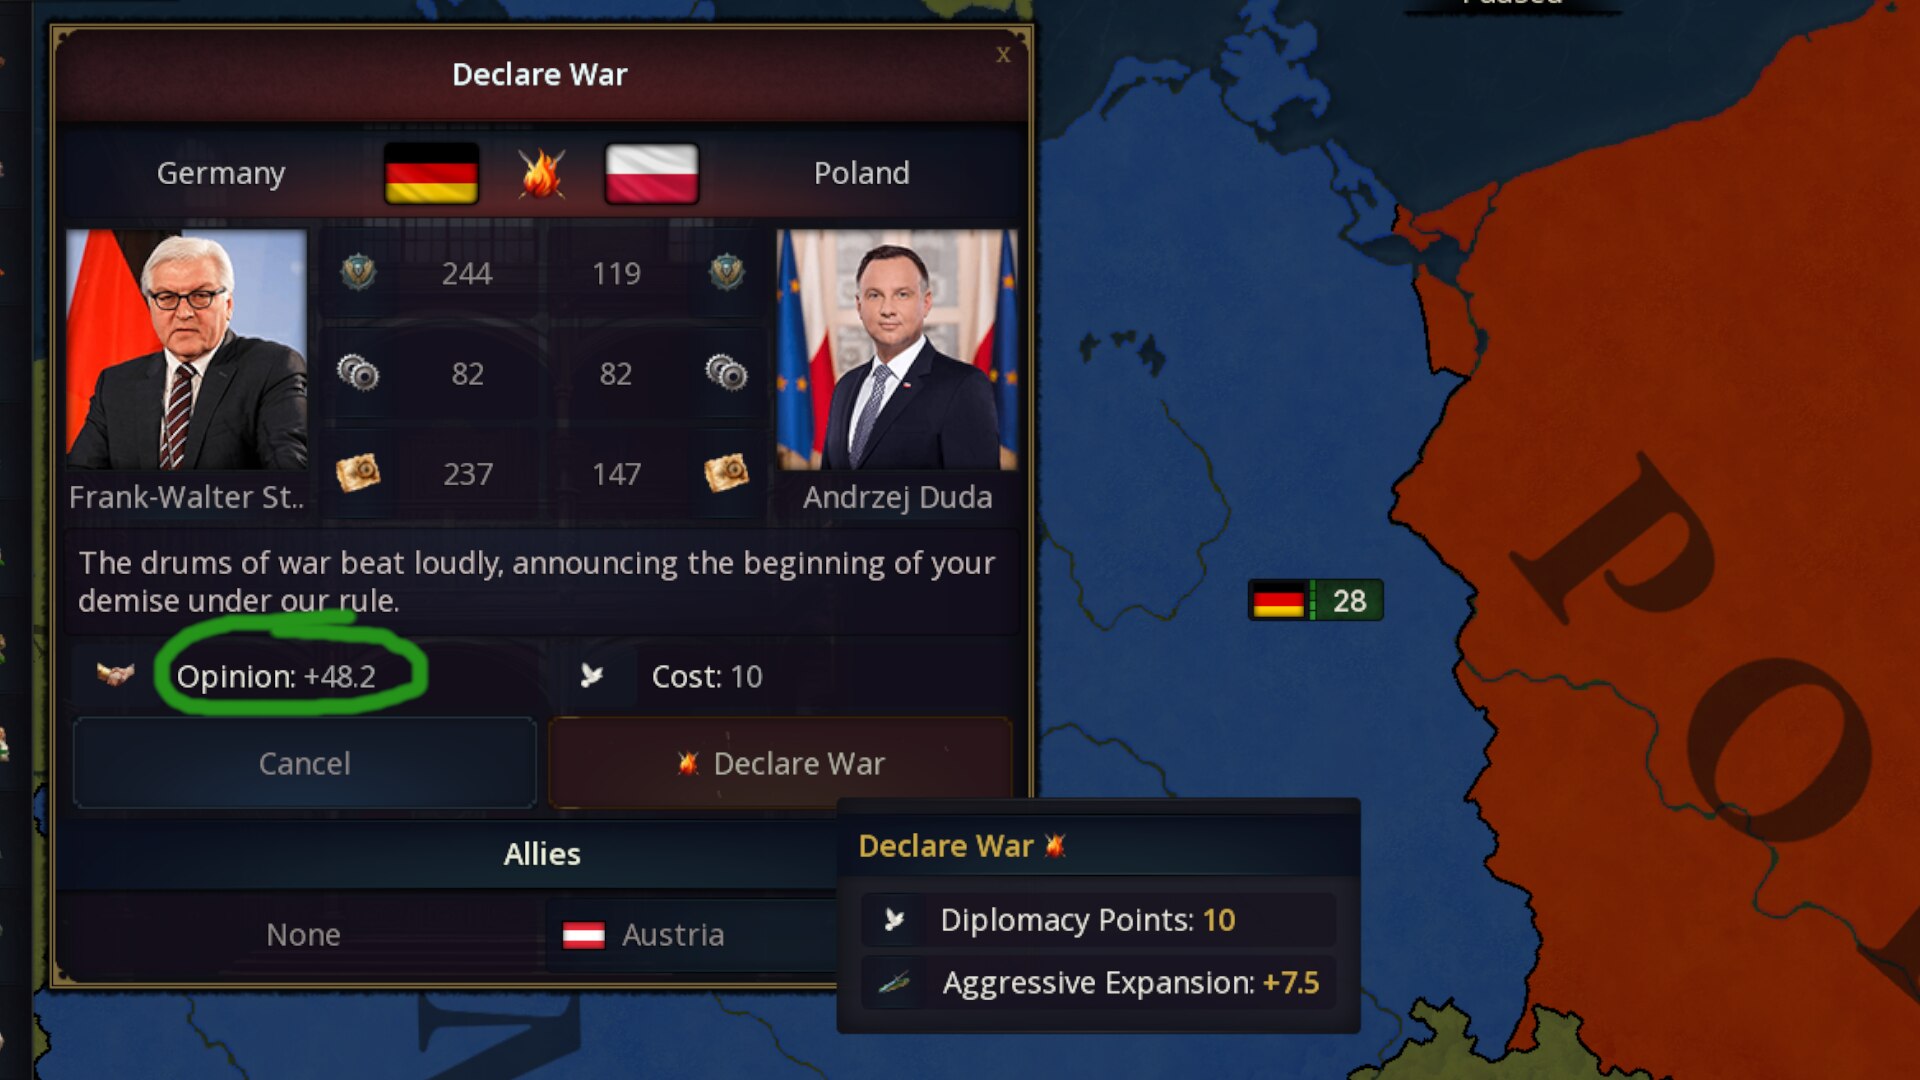 Paused
Declare War
X
Germany
Poland
244
119
82
82
237
147
Frank-Walter St..
Andrzej Duda
The drums of war beat loudly, announcing the beginning of your
demise under our rule.
Opinion: +48.2
Cost: 10
Cancel
Declare War
Allies
None
Austria
Declare War
Diplomacy Points: 10
Aggressive Expansion: +7.5
28
P
O